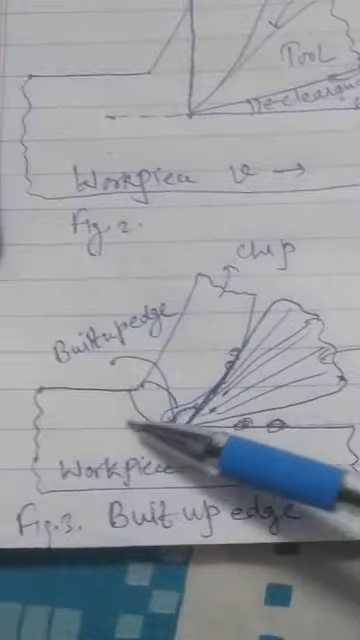 Tool
Workpiece v →
Fig. 2.
chip
Built up edge
Workpiece
Fig. 3. Built up edge